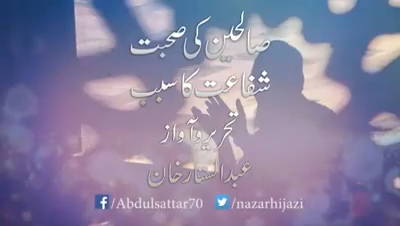 صالحین کی صحبت
شفاعت کا سبب
تحریر و آواز
عبدالستار خان
/Abdulsattar70 /nazarhijazi